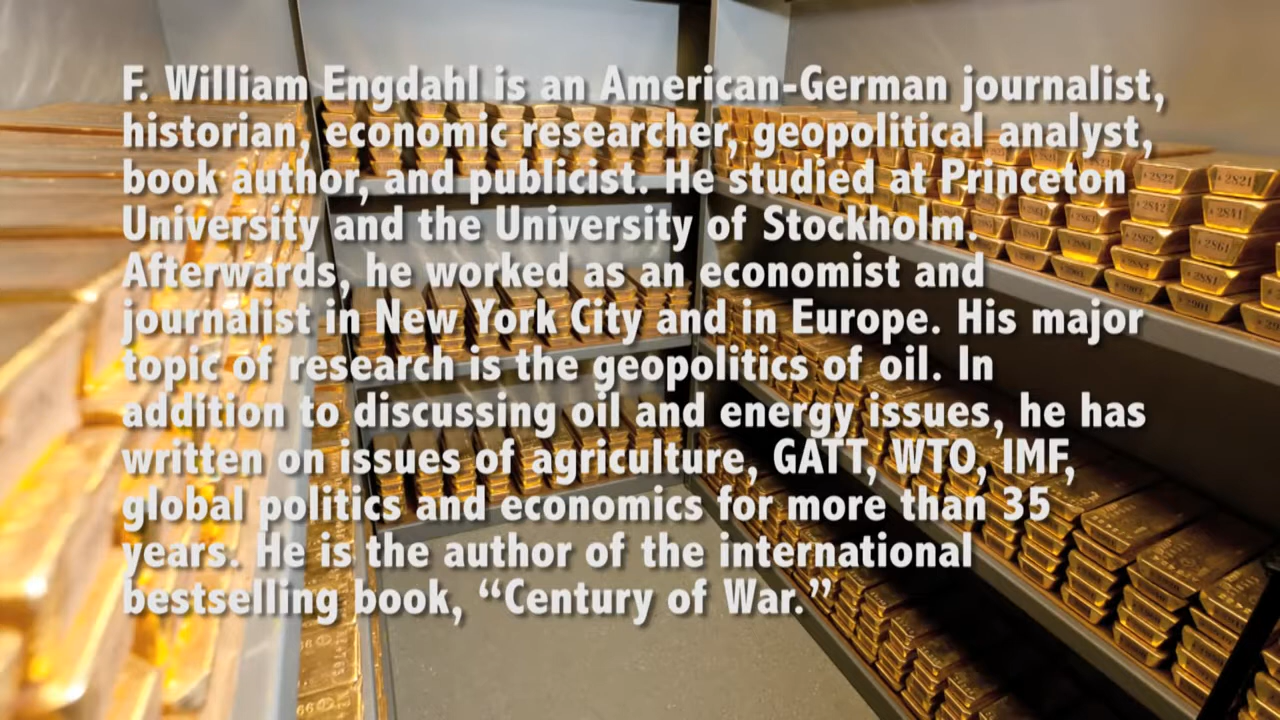 F. William Engdahl is an American-German journalist,
historian, economic researcher, geopolitical analyst,
book author, and publicist. He studied at Princeton
University and the University of Stockholm.
Afterwards, he worked as an economist and
journalist in New York City and in Europe. His major
topic of research is the geopolitics of oil. In
addition to discussing oil and energy issues, he has
written on issues of agriculture, GATT, WTO, IMF,
global politics and economics for more than 35
years. He is the author of the international
bestselling book, “Century of War.”